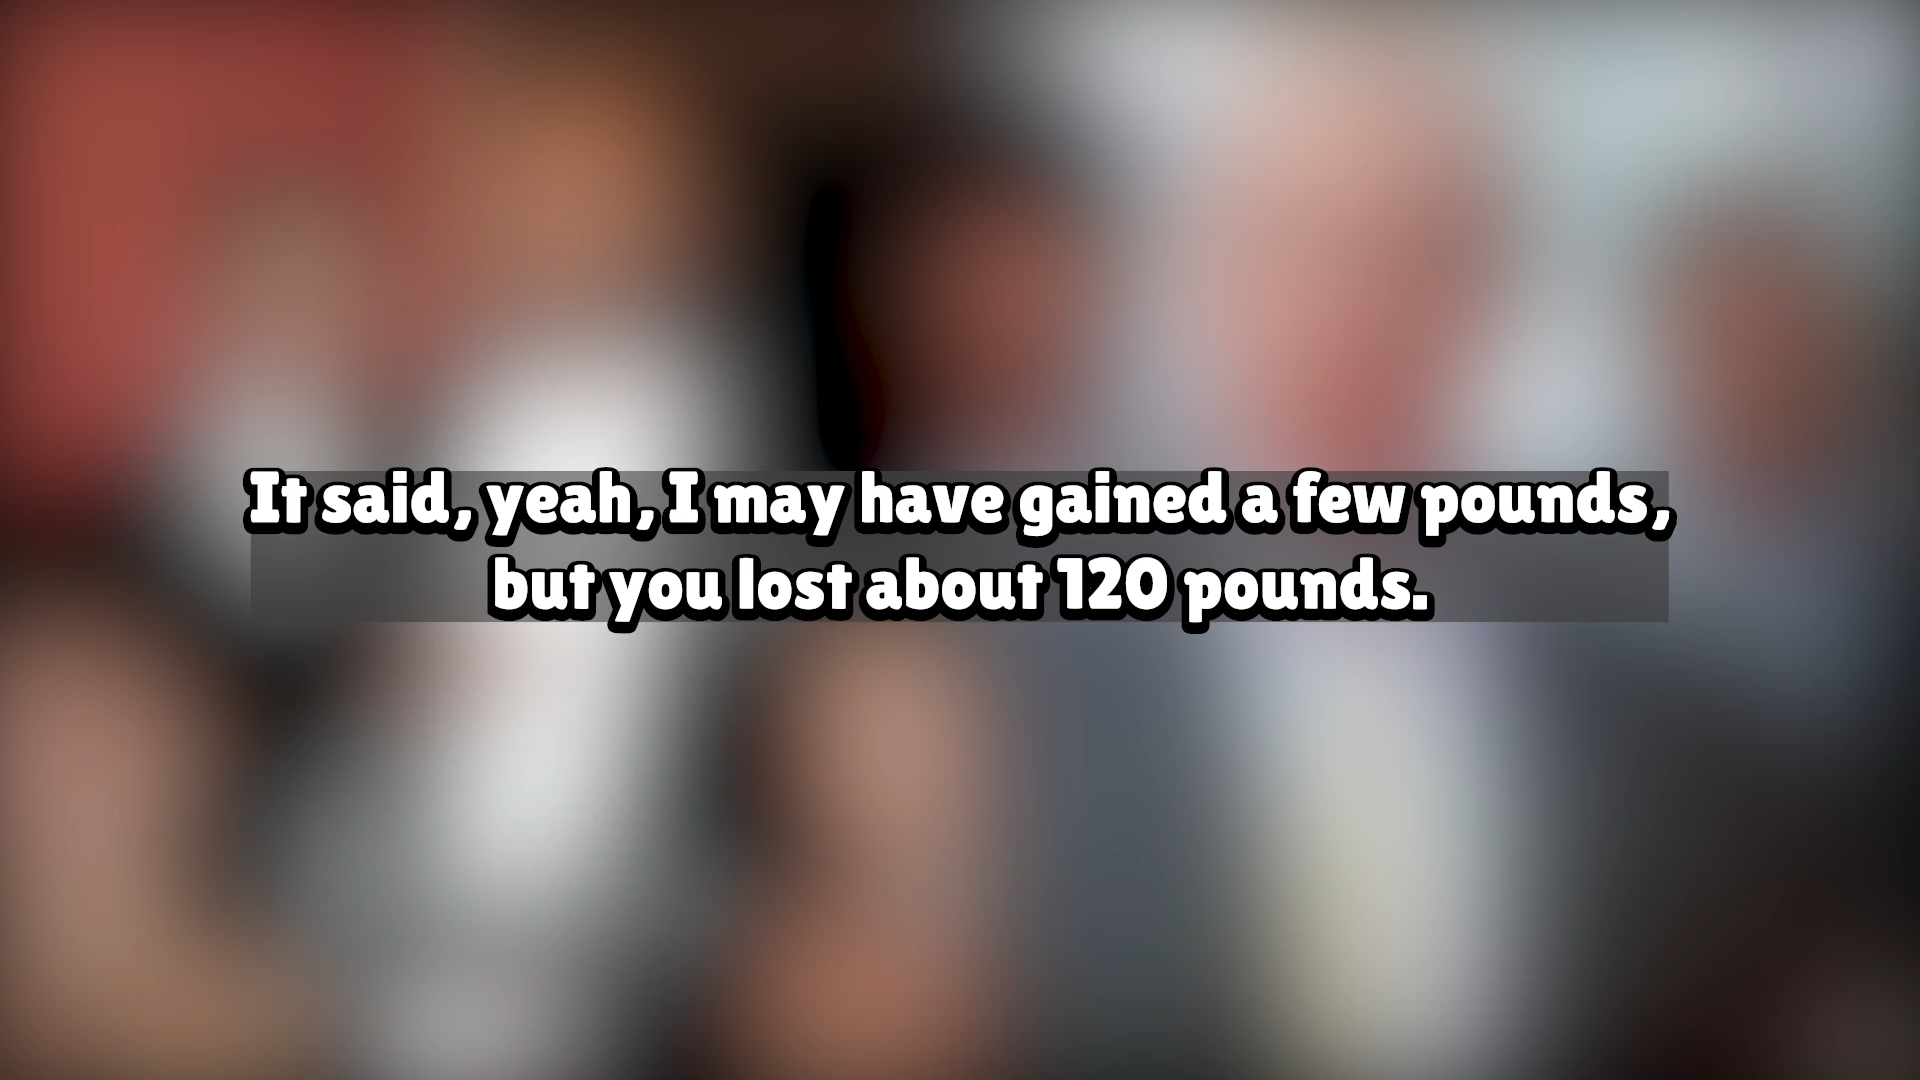 It said, yeah, I may have gained a few pounds,
but you lost about 120 pounds.